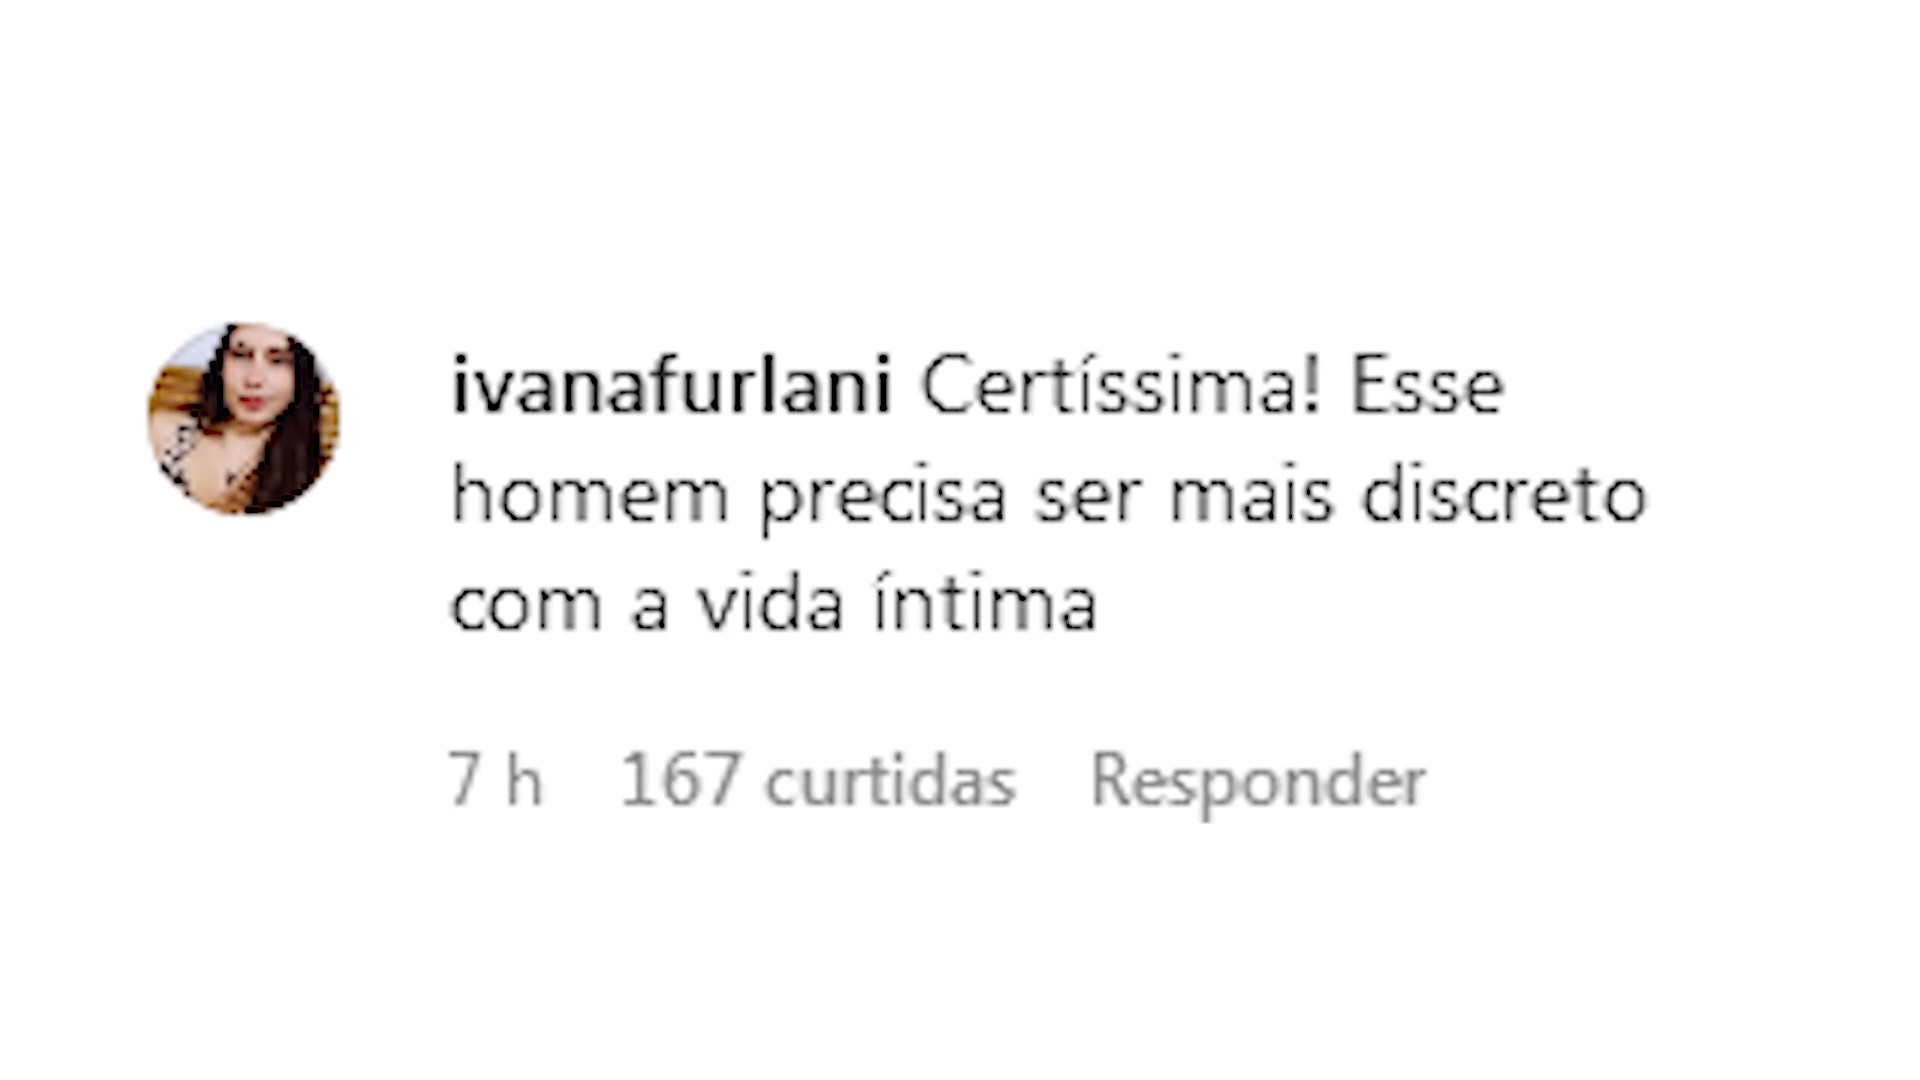 ivanafurlani Certíssima! Esse
homem precisa ser mais discreto
com a vida íntima
7 h 167 curtidas Responder